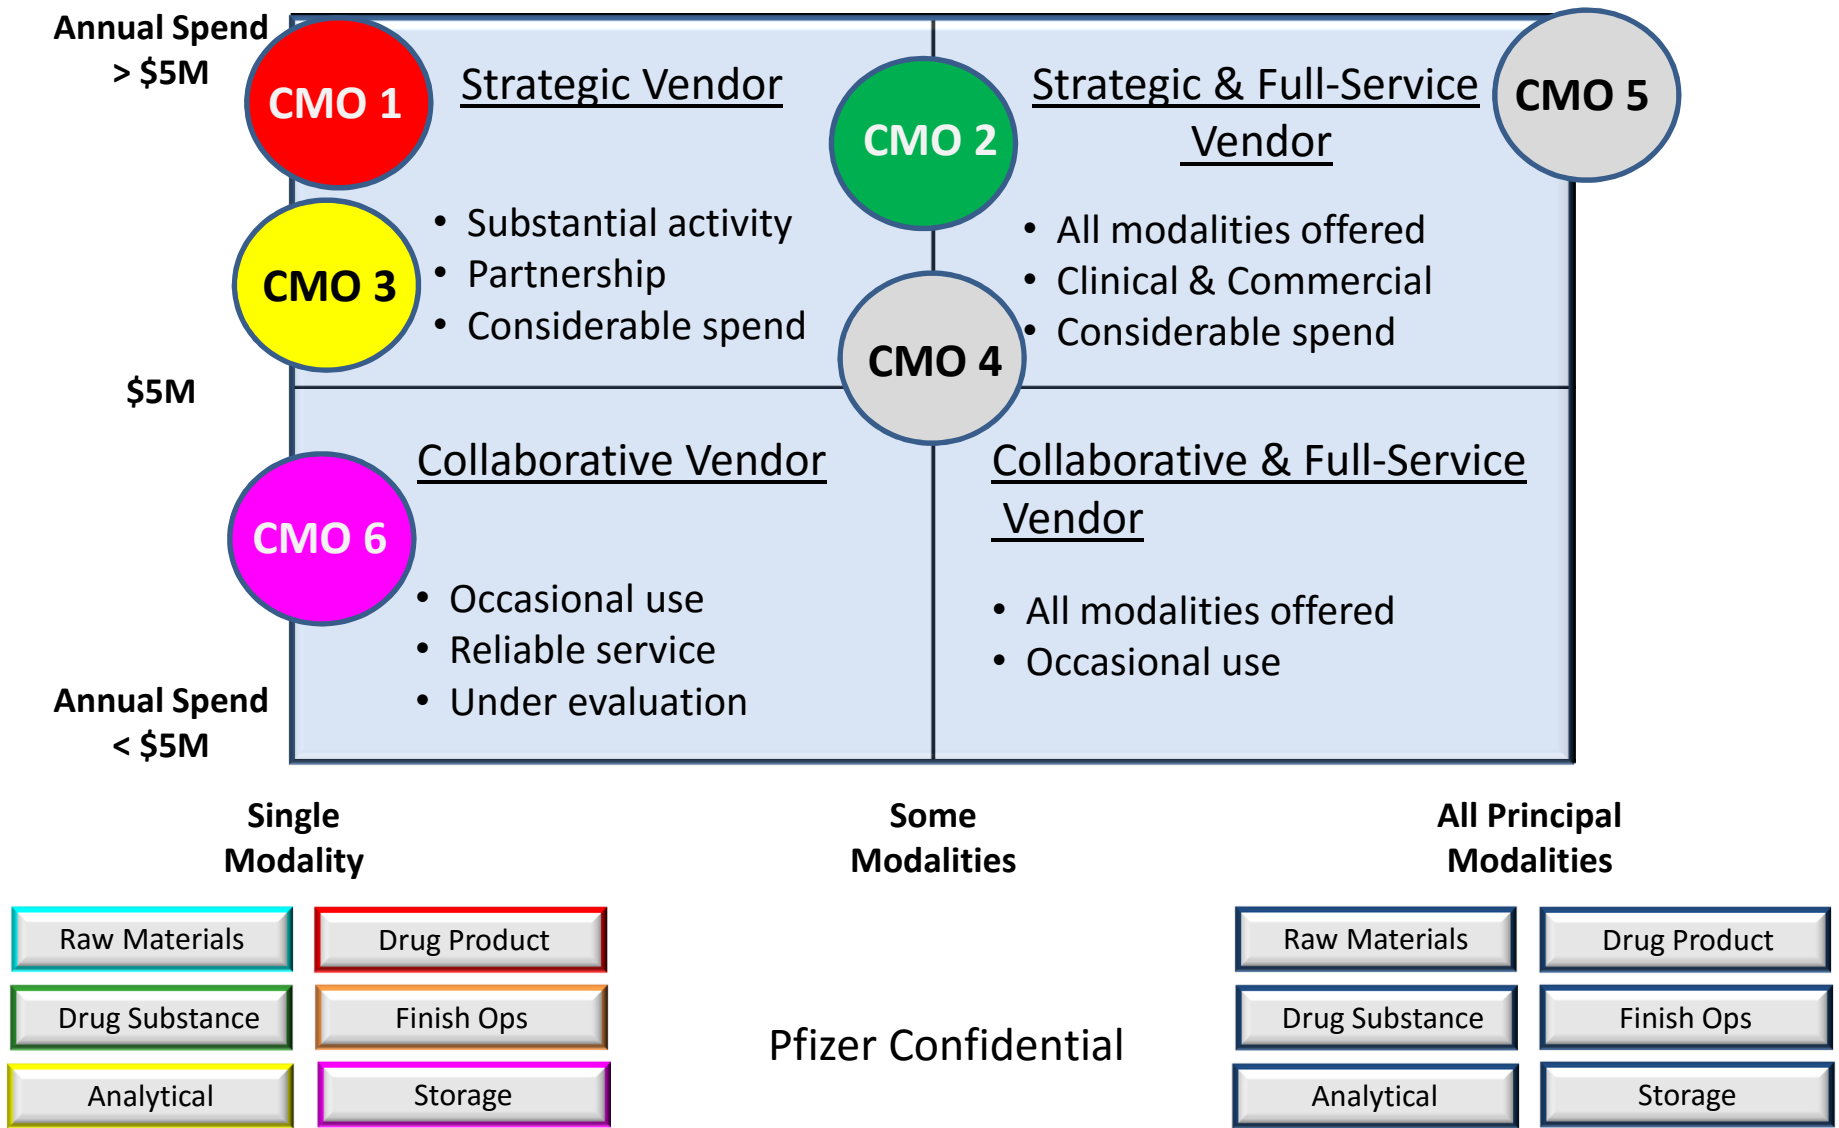 Annual Spend
> $5M
CMO 1
Strategic Vendor
CMO 2
Strategic & Full-Service
Vendor
CMO 5
CMO 3
• Substantial activity
• Partnership
• Considerable spend
• All modalities offered
• Clinical & Commercial
• Considerable spend
CMO 4
$5M
Collaborative Vendor
Collaborative & Full-Service
Vendor
CMO 6
• Occasional use
• Reliable service
• Under evaluation
• All modalities offered
• Occasional use
Annual Spend
< $5M
Single
Modality
Some
Modalities
All Principal
Modalities
Raw Materials
Drug Product
Drug Substance
Finish Ops
Analytical
Storage
Pfizer Confidential
Raw Materials
Drug Product
Drug Substance
Finish Ops
Analytical
Storage